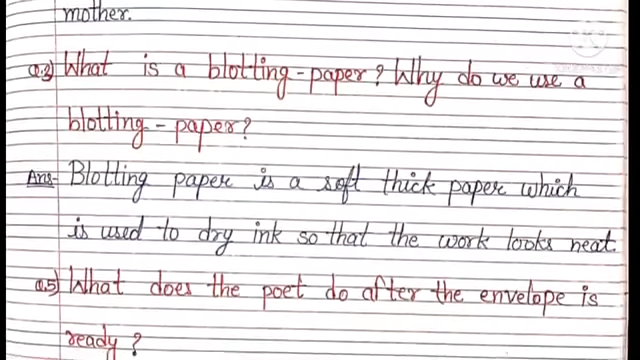 mother.
Q.3) What is a blotting-paper? Why do we use a
blotting-paper?
Ans- Blotting paper is a soft thick paper which
is used to dry ink so that the work looks neat.
Q.5) What does the poet do after the envelope is
ready?